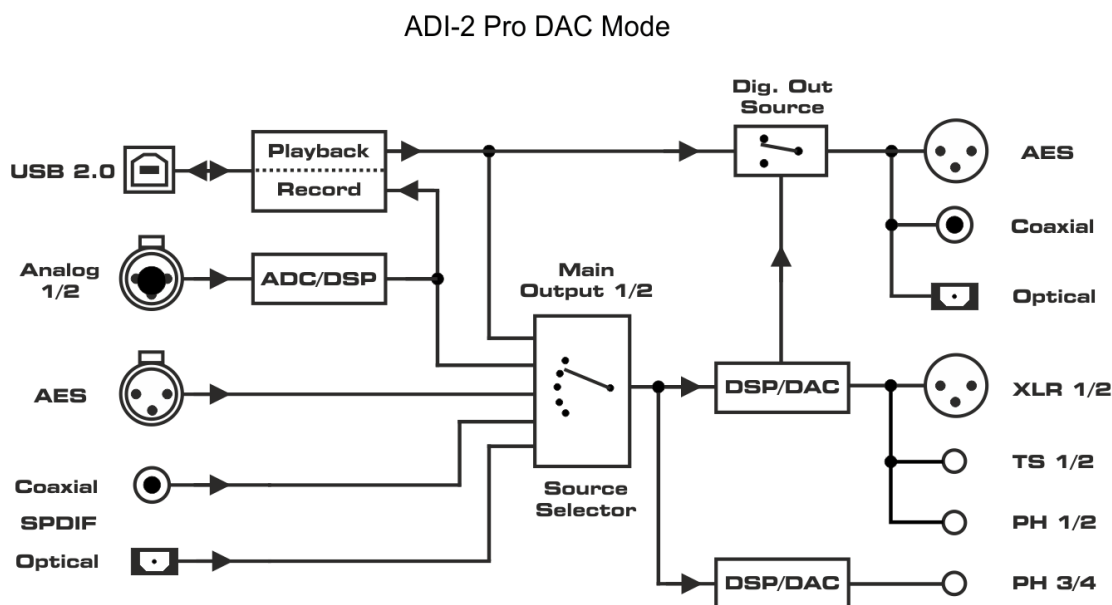 ADI-2 Pro DAC Mode
Dig. Out
Source
USB 2.0
Playback
Record
AES
Coaxial
Analog
1/2
ADC/DSP
Main
Output 1/2
Optical
AES
DSP/DAC
XLR 1/2
TS 1/2
Coaxial
SPDIF
Optical
Source
Selector
PH 1/2
DSP/DAC
PH 3/4